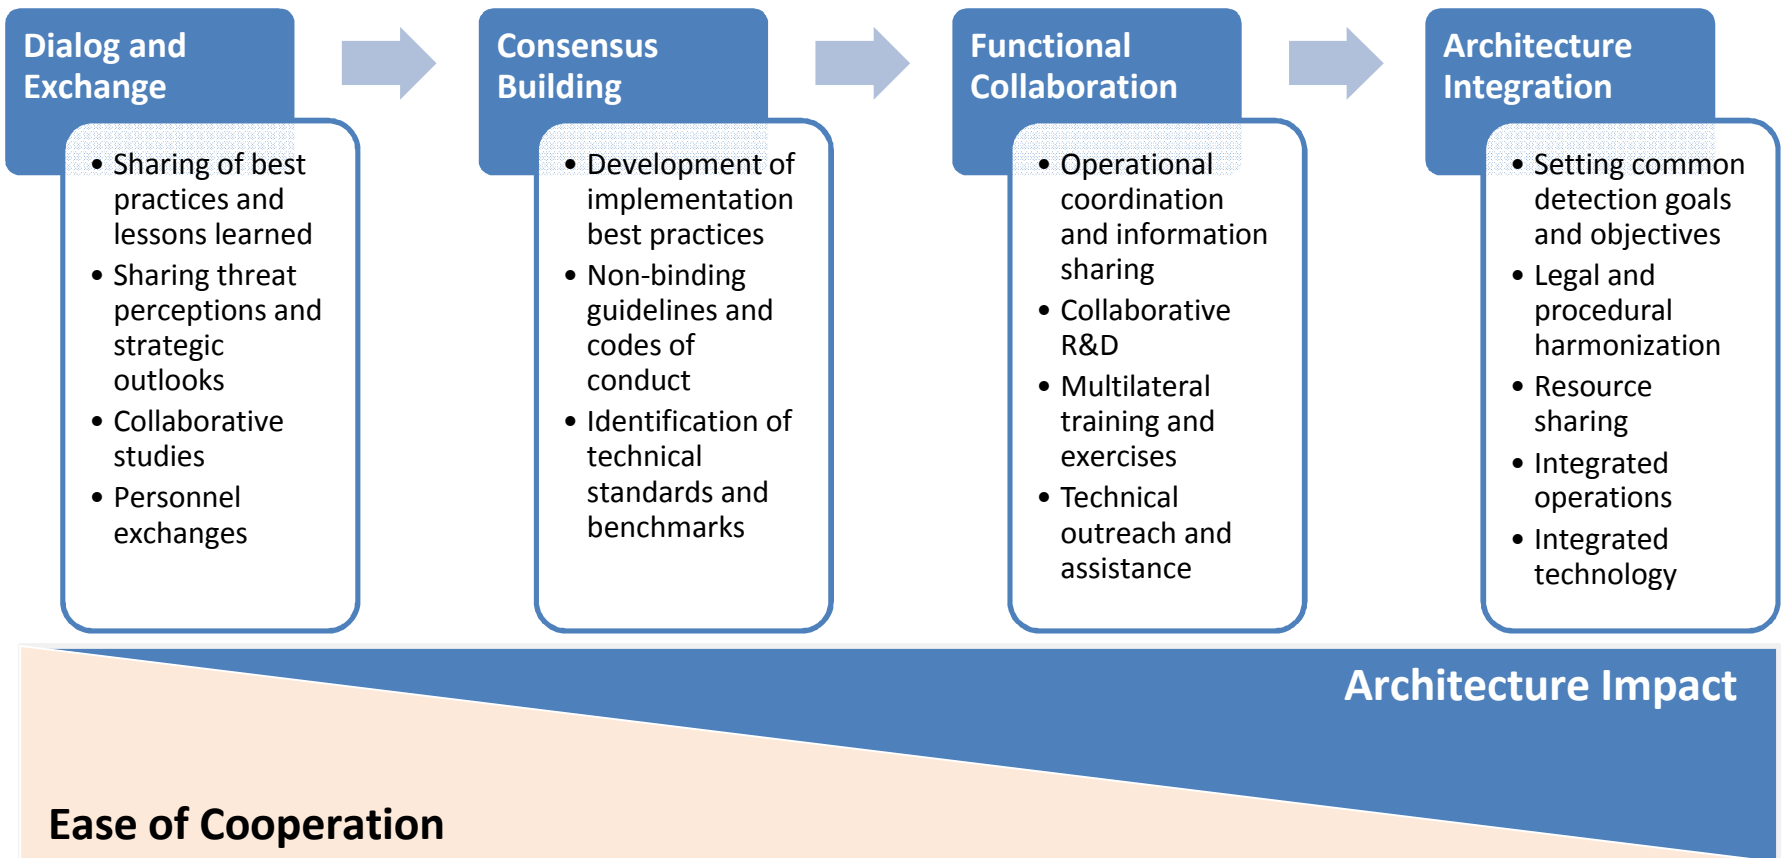 Dialog and
Exchange
• Sharing of best
practices and
lessons learned
• Sharing threat
perceptions and
strategic
outlooks
• Collaborative
studies
• Personnel
exchanges
Consensus
Building
• Development of
implementation
best practices
• Non-binding
guidelines and
codes of
conduct
• Identification of
technical
standards and
benchmarks
Functional
Collaboration
• Operational
coordination
and information
sharing
• Collaborative
R&D
• Multilateral
training and
exercises
• Technical
outreach and
assistance
Architecture
Integration
• Setting common
detection goals
and objectives
• Legal and
procedural
harmonization
• Resource
sharing
• Integrated
operations
• Integrated
technology
Architecture Impact
Ease of Cooperation